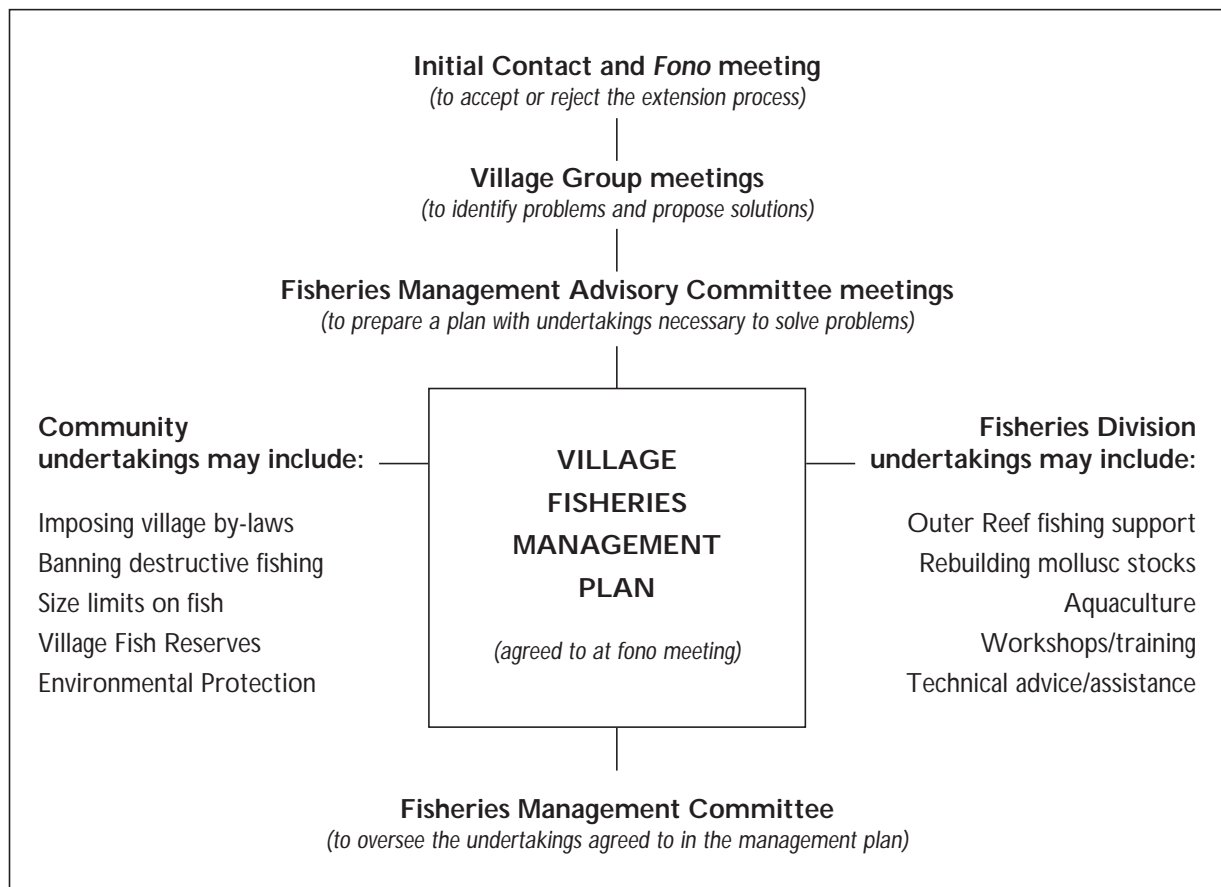 Initial Contact and Fono meeting
(to accept or reject the extension process)
Village Group meetings
(to identify problems and propose solutions)
Fisheries Management Advisory Committee meetings
(to prepare a plan with undertakings necessary to solve problems)
Community
undertakings may include:
Imposing village by-laws
Banning destructive fishing
Size limits on fish
Village Fish Reserves
Environmental Protection
VILLAGE
FISHERIES
MANAGEMENT
PLAN
(agreed to at fono meeting)
Fisheries Division
undertakings may include:
Outer Reef fishing support
Rebuilding mollusc stocks
Aquaculture
Workshops/training
Technical advice/assistance
Fisheries Management Committee
(to oversee the undertakings agreed to in the management plan)